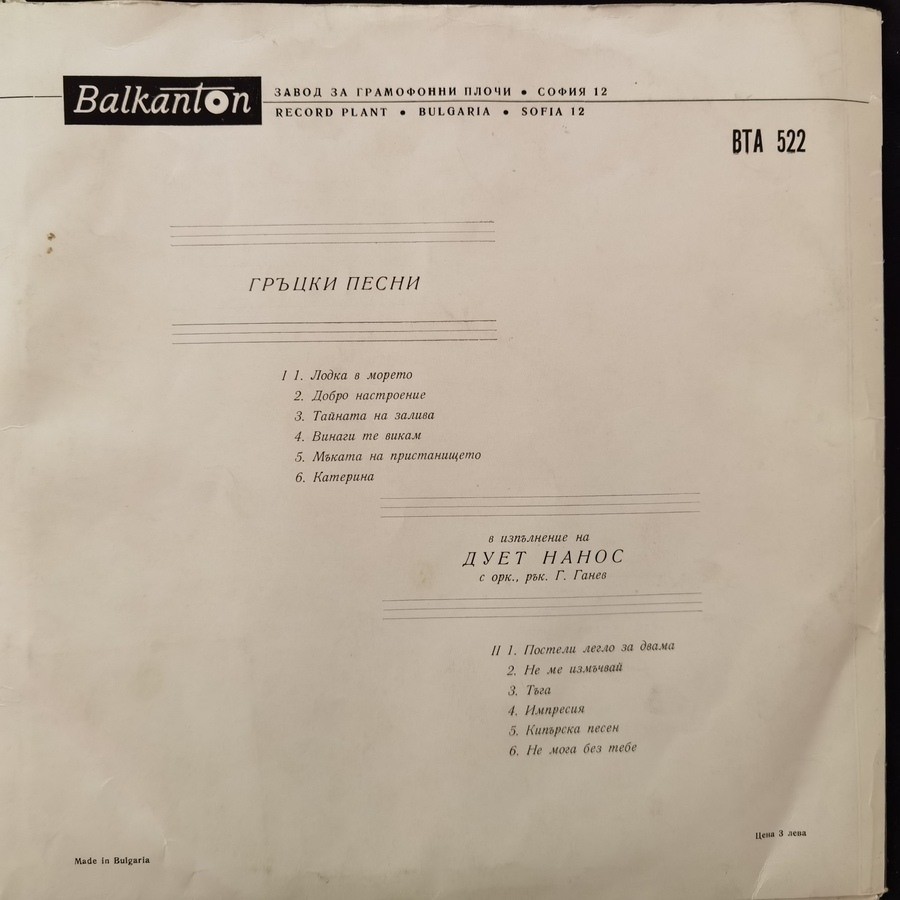 Balkanton
ЗАВОД ЗА ГРАМОФОННИ ПЛОЧИ • СОФИЯ 12
RECORD PLANT • BULGARIA • SOFIA 12
ВТА 522
ГРЪЦКИ ПЕСНИ
I 1. Лодка в морето
2. Добро настроение
3. Тайната на залива
4. Винаги те викам
5. Мъката на пристанището
6. Катерина
в изпълнение на
ДУЕТ НАНОС
с орк., рък. Г. Ганев
II 1. Постели легло за двама
2. Не ме измъчвай
3. Тъга
4. Импресия
5. Кипърска песен
6. Не мога без тебе
Цена 3 лева
Made in Bulgaria